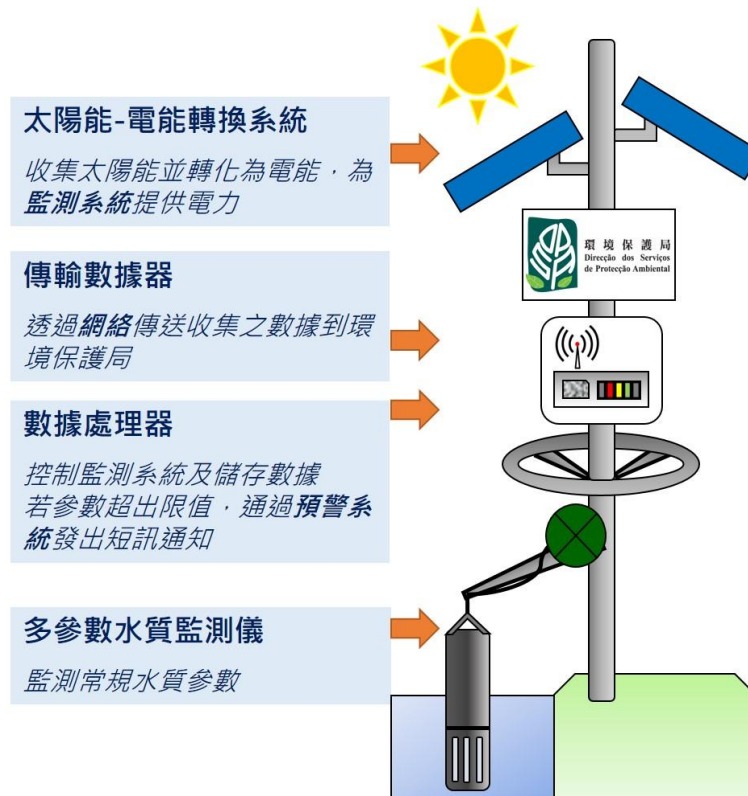 太陽能-電能轉換系統
收集太陽能並轉化為電能，為
監測系統提供電力
環境保護局
Direcção dos Serviços
de Protecção Ambiental
傳輸數據器
透過網絡傳送收集之數據到環
境保護局
數據處理器
控制監測系統及儲存數據
若參數超出限值，通過預警系
統發出短訊通知
多參數水質監測儀
監測常規水質參數